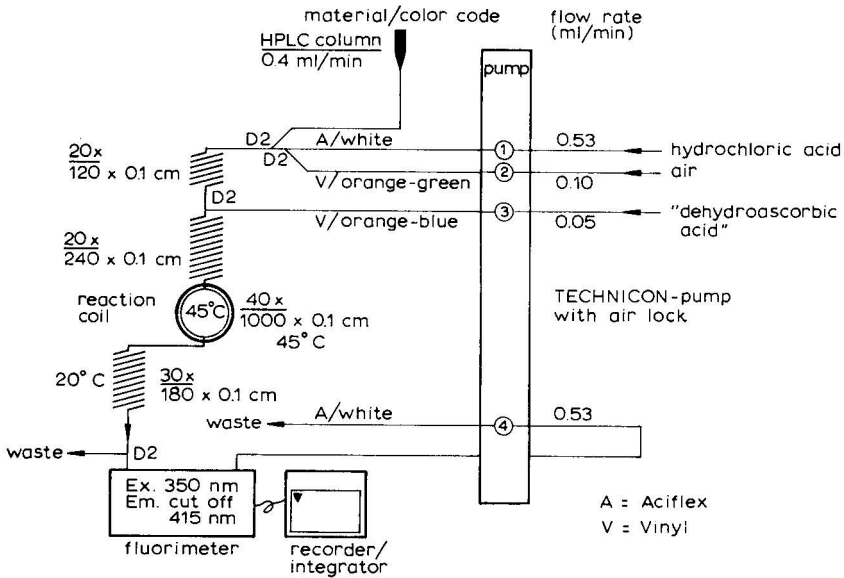 material/color code
flow rate
(ml/min)
HPLC column
0.4 ml/min
pump
D2
A/white
1
0.53
hydrochloric acid
D2
20x
120 x 0.1 cm
V/orange-green
2
0.10
air
D2
V/orange-blue
3
0.05
"dehydroascorbic
acid"
20x
240 x 0.1 cm
reaction
coil
45°C
40x
1000 x 0.1 cm
45°C
TECHNICON-pump
with air lock
20°C
30x
180 x 0.1 cm
waste
A/white
4
0.53
waste
D2
Ex. 350 nm
Em. cut off
415 nm
fluorimeter
recorder/
integrator
A = Aciflex
V = Vinyl